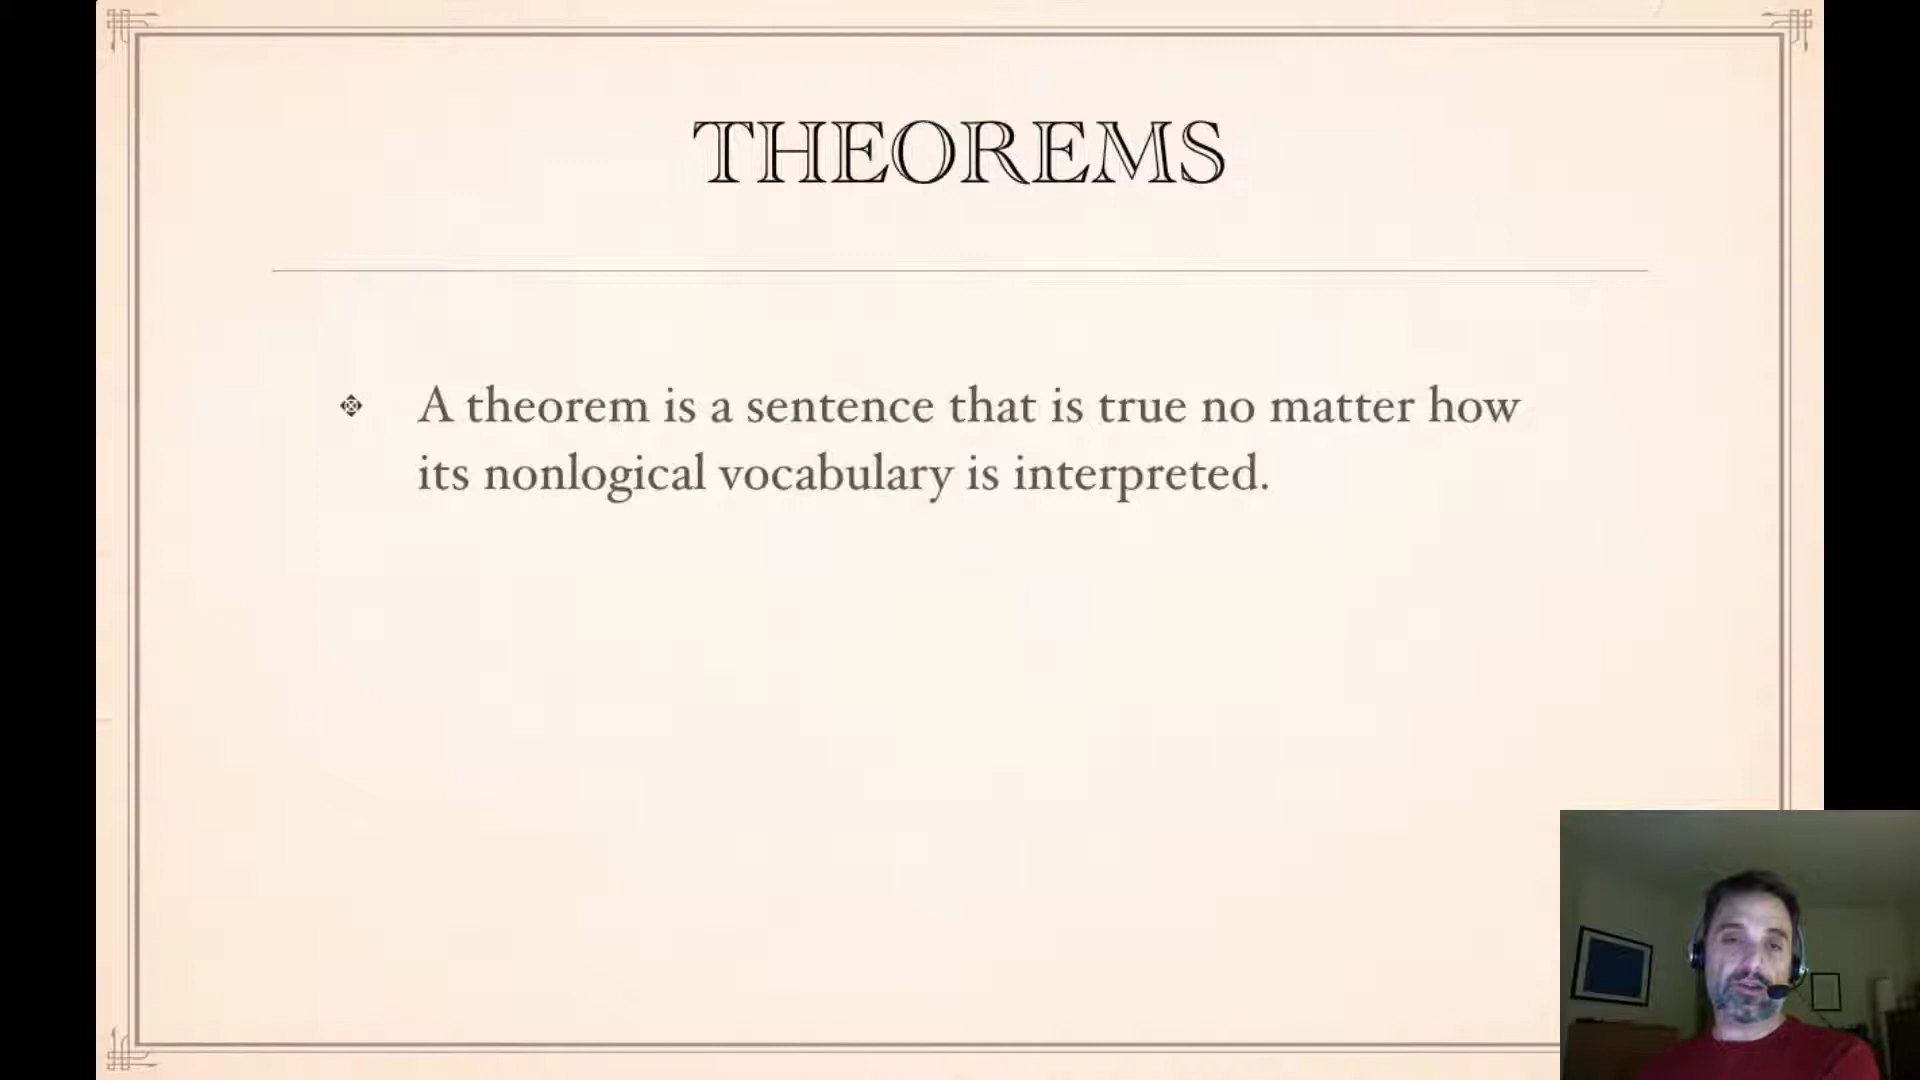 THEOREMS
A theorem is a sentence that is true no matter how
its nonlogical vocabulary is interpreted.